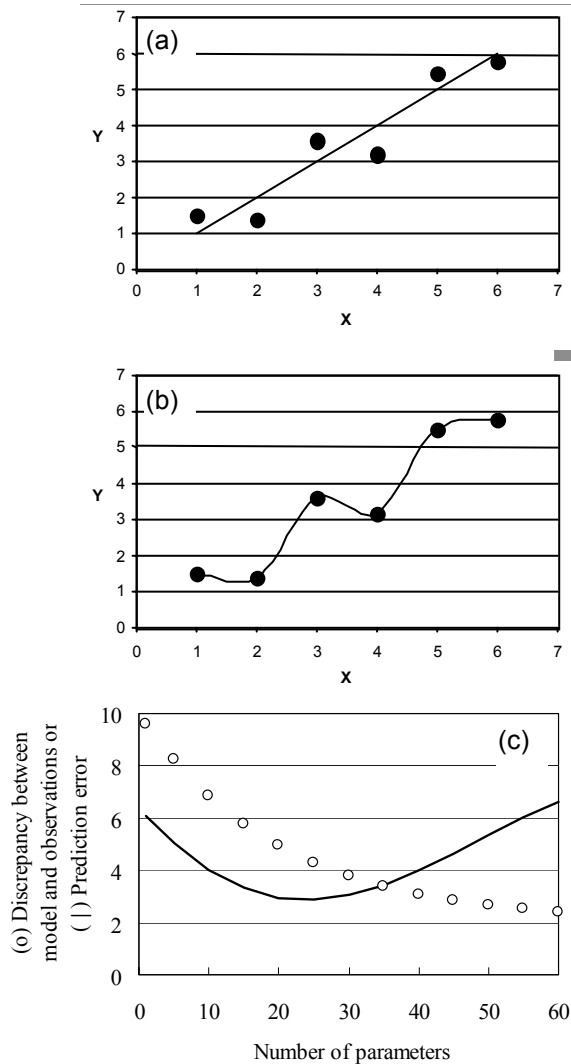 (a)
7
6
5
4
3
2
1
0
Y
0 1 2 3 4 5 6 7
X
(b)
7
6
5
4
3
2
1
0
Y
0 1 2 3 4 5 6 7
X
(c)
(o) Discrepancy between
model and observations or
( | ) Prediction error
10
8
6
4
2
0
0 10 20 30 40 50 60
Number of parameters